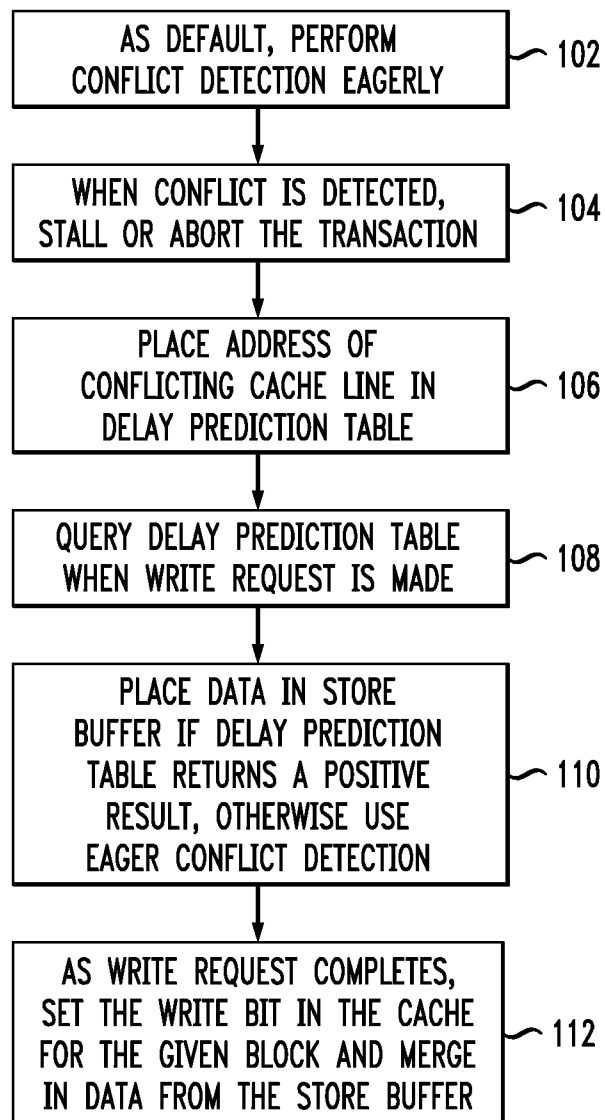 AS DEFAULT, PERFORM
CONFLICT DETECTION EAGERLY
102
WHEN CONFLICT IS DETECTED,
STALL OR ABORT THE TRANSACTION
104
PLACE ADDRESS OF
CONFLICTING CACHE LINE IN
DELAY PREDICTION TABLE
106
QUERY DELAY PREDICTION TABLE
WHEN WRITE REQUEST IS MADE
108
PLACE DATA IN STORE
BUFFER IF DELAY PREDICTION
TABLE RETURNS A POSITIVE
RESULT, OTHERWISE USE
EAGER CONFLICT DETECTION
110
AS WRITE REQUEST COMPLETES,
SET THE WRITE BIT IN THE CACHE
FOR THE GIVEN BLOCK AND MERGE
IN DATA FROM THE STORE BUFFER
112